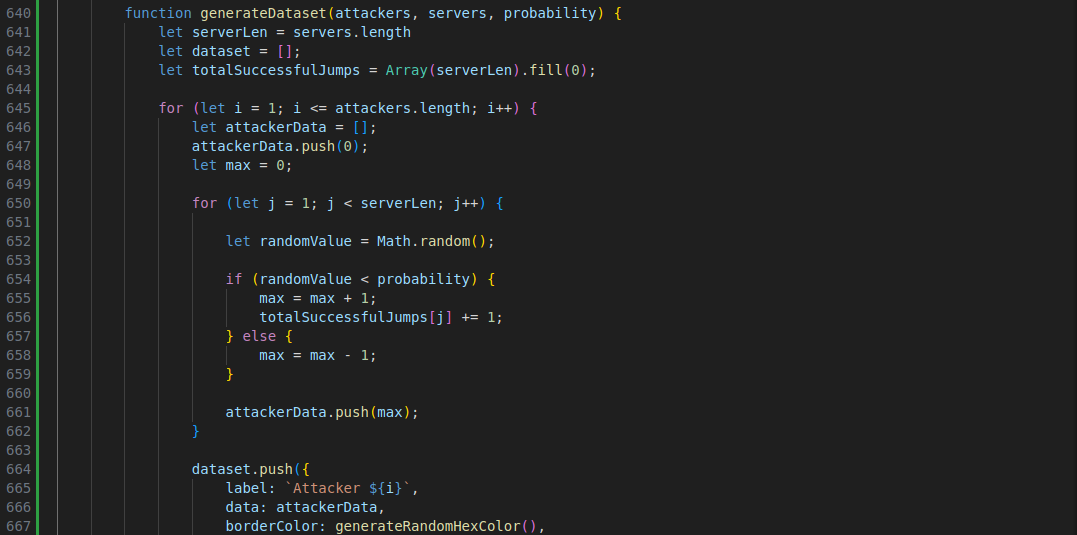 640 function generateDataset(attackers, servers, probability) {
641 let serverLen = servers.length
642 let dataset = [];
643 let totalSuccessfulJumps = Array(serverLen).fill(0);
644
645 for (let i = 1; i <= attackers.length; i++) {
646 let attackerData = [];
647 attackerData.push(0);
648 let max = 0;
649
650 for (let j = 1; j < serverLen; j++) {
651
652 let randomValue = Math.random();
653
654 if (randomValue < probability) {
655 max = max + 1;
656 totalSuccessfulJumps[j] += 1;
657 } else {
658 max = max - 1;
659 }
660
661 attackerData.push(max);
662 }
663
664 dataset.push({
665 label: `Attacker ${i}`,
666 data: attackerData,
667 borderColor: generateRandomHexColor(),